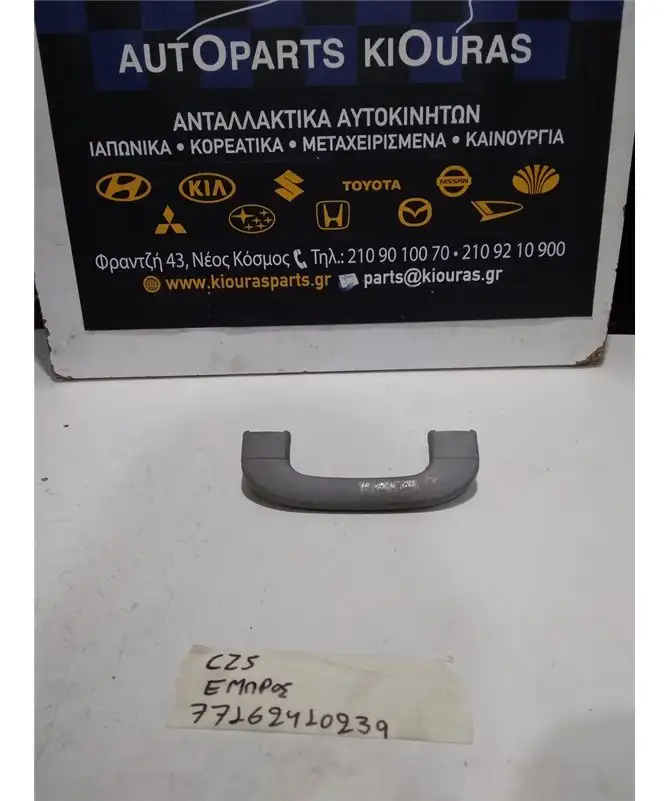 AUTOPARTS KIOURAS
ΑΝΤΑΛΛΑΚΤΙΚΑ ΑΥΤΟΚΙΝΗΤΩΝ
ΙΑΠΩΝΙΚΑ • ΚΟΡΕΑΤΙΚΑ • ΜΕΤΑΧΕΙΡΙΣΜΕΝΑ • ΚΑΙΝΟΥΡΓΙΑ
KIA TOYOTA NISSAN
Φραντζή 43, Νέος Κόσμος Τηλ.: 210 90 100 70 • 210 92 10 900
www.kiourasparts.gr parts@kiouras.gr
CZ5
ΕΜΠΡΟΣ
77162410239